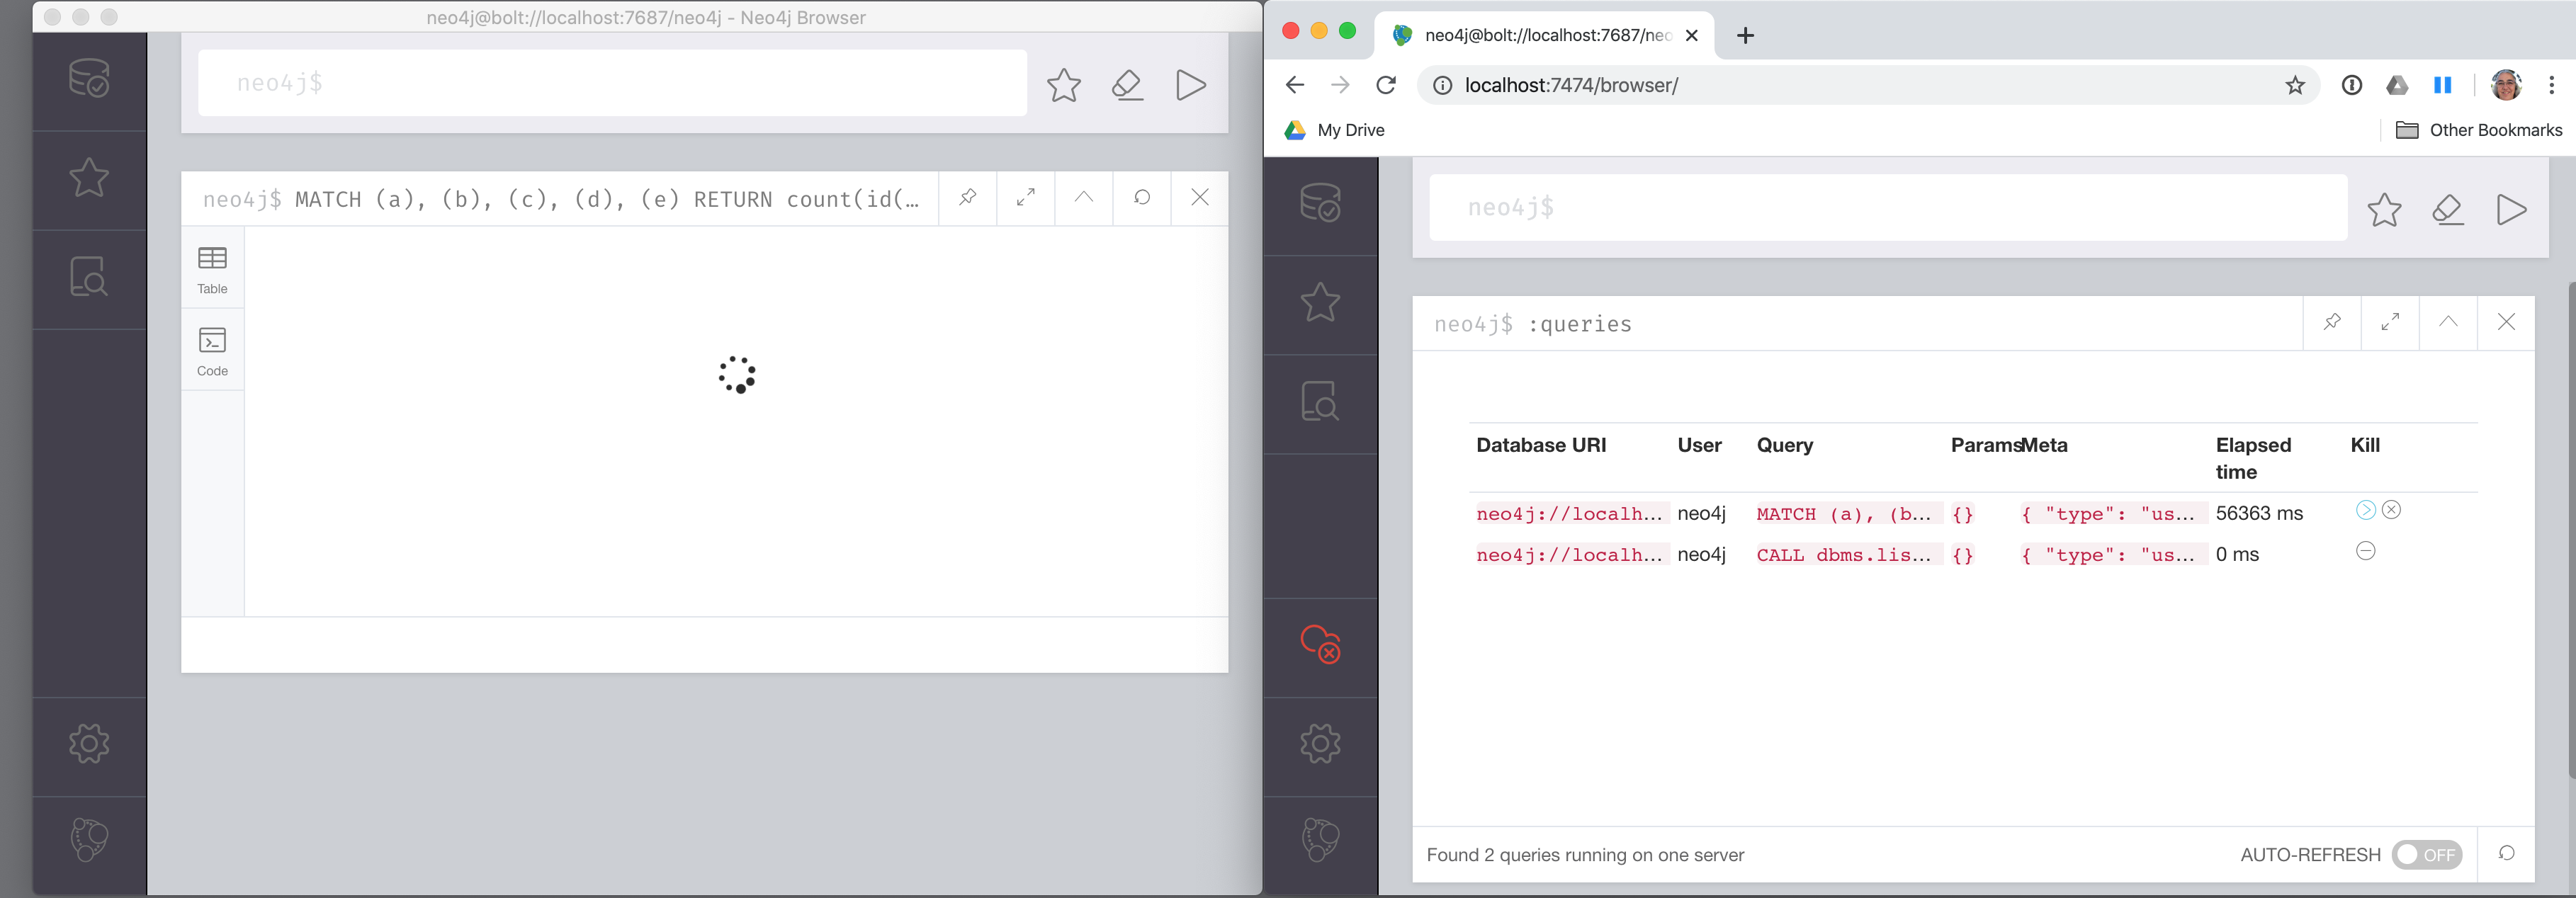 neo4j@bolt://localhost:7687/neo4j - Neo4j Browser
neo4j$
neo4j$ MATCH (a), (b), (c), (d), (e) RETURN count(id(…
Table
Code
neo4j@bolt://localhost:7687/neo
localhost:7474/browser/
My Drive
Other Bookmarks
neo4j$
neo4j$ :queries
Database URI User Query Params Meta Elapsed time Kill
neo4j://localh... neo4j MATCH (a), (b... {} { "type": "us... 56363 ms
neo4j://localh... neo4j CALL dbms.lis... {} { "type": "us... 0 ms
Found 2 queries running on one server
AUTO-REFRESH OFF